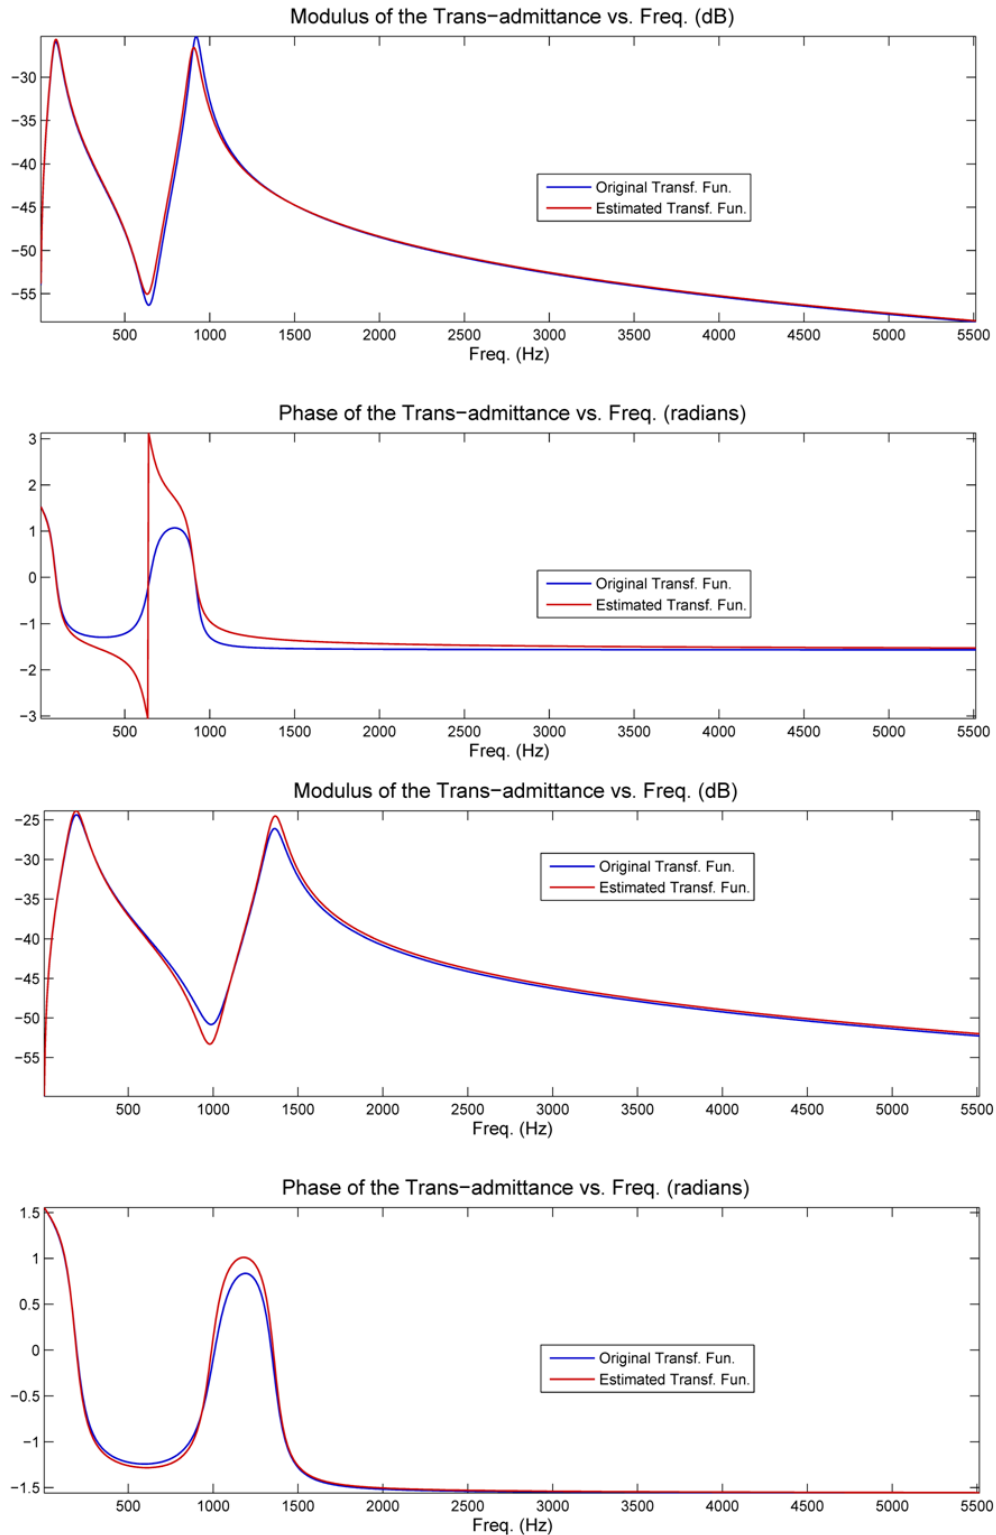 Modulus of the Trans−admittance vs. Freq. (dB)
−30
−35
−40
−45
−50
−55
Original Transf. Fun.
Estimated Transf. Fun.
500 1000 1500 2000 2500 3000 3500 4000 4500 5000 5500
Freq. (Hz)
Phase of the Trans−admittance vs. Freq. (radians)
3
2
1
0
−1
−2
−3
Original Transf. Fun.
Estimated Transf. Fun.
500 1000 1500 2000 2500 3000 3500 4000 4500 5000 5500
Freq. (Hz)
Modulus of the Trans−admittance vs. Freq. (dB)
−25
−30
−35
−40
−45
−50
−55
Original Transf. Fun.
Estimated Transf. Fun.
500 1000 1500 2000 2500 3000 3500 4000 4500 5000 5500
Freq. (Hz)
Phase of the Trans−admittance vs. Freq. (radians)
1.5
1
0.5
0
−0.5
−1
−1.5
Original Transf. Fun.
Estimated Transf. Fun.
500 1000 1500 2000 2500 3000 3500 4000 4500 5000 5500
Freq. (Hz)